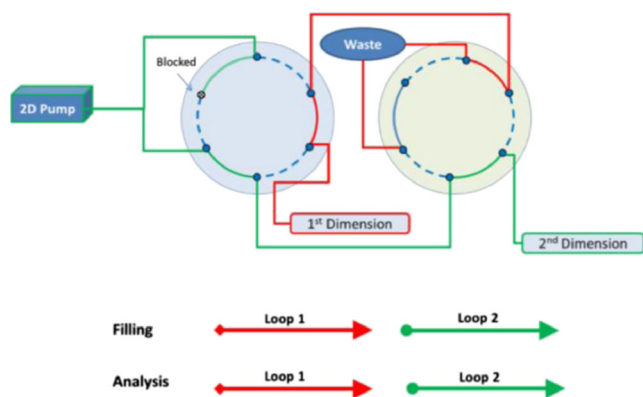 Waste
Blocked
2D Pump
1st Dimension
2nd Dimension
Loop 1
Loop 2
Filling
Loop 1
Loop 2
Analysis